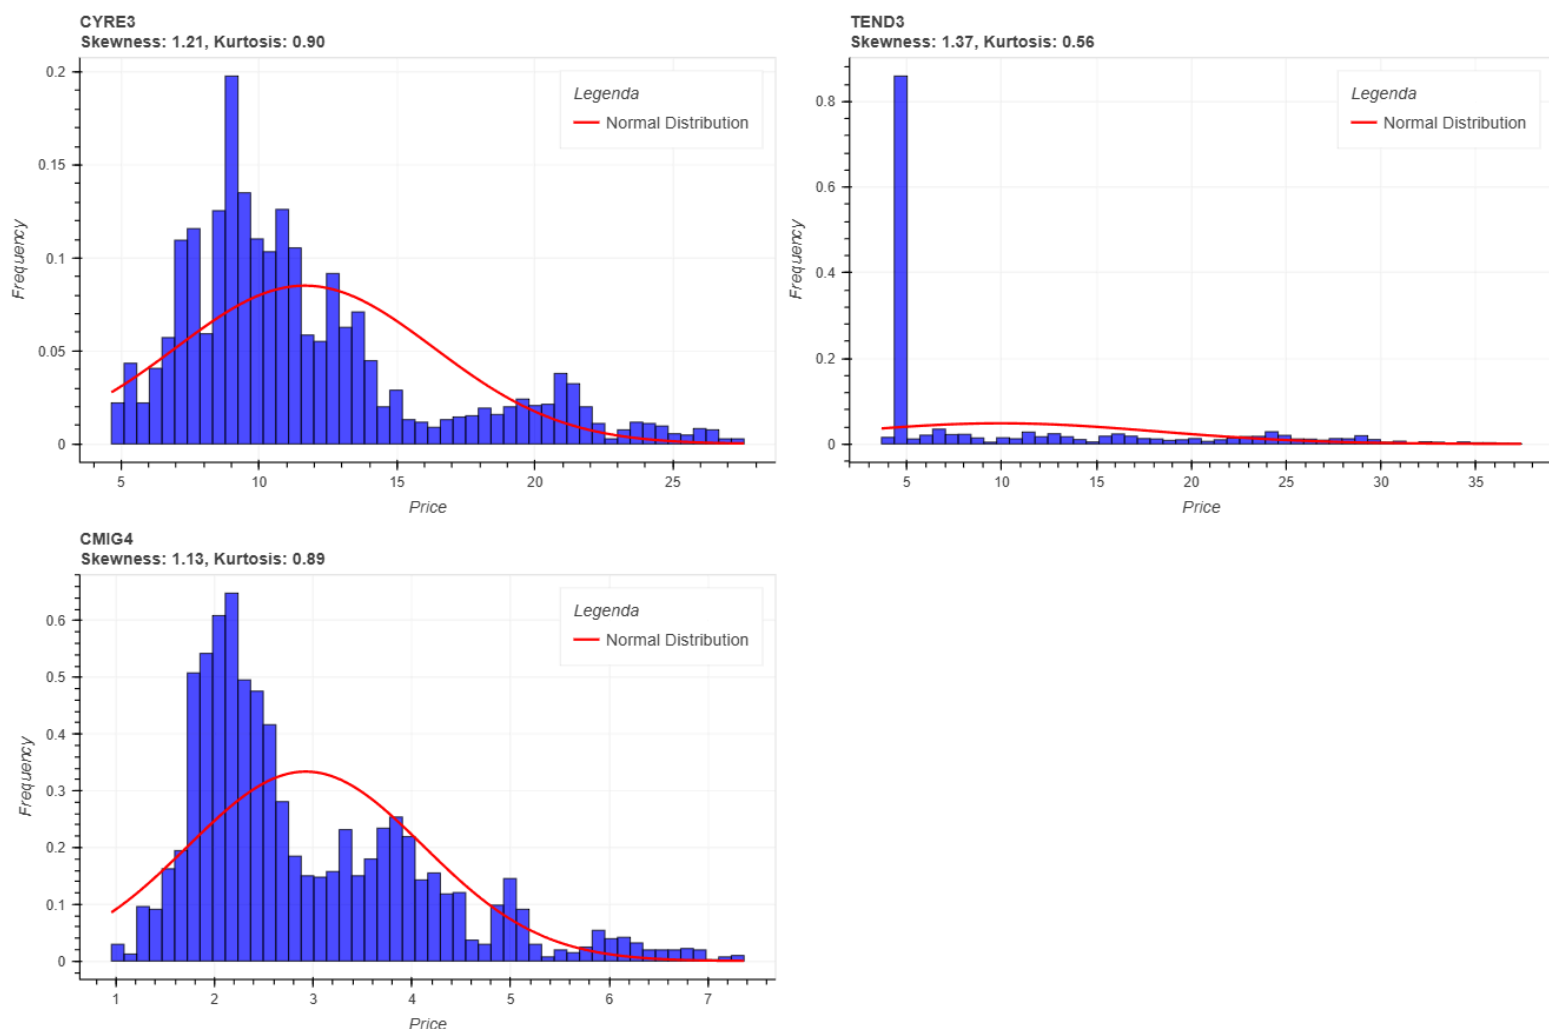 CYRE3
Skewness: 1.21, Kurtosis: 0.90
0.2
0.15
0.1
0.05
0
Frequency
Legenda
Normal Distribution
5
10
15
20
25
Price
TEND3
Skewness: 1.37, Kurtosis: 0.56
0.8
0.6
0.4
0.2
0
Frequency
Legenda
Normal Distribution
5
10
15
20
25
30
35
Price
CMIG4
Skewness: 1.13, Kurtosis: 0.89
0.6
0.5
0.4
0.3
0.2
0.1
0
Frequency
Legenda
Normal Distribution
1
2
3
4
5
6
7
Price